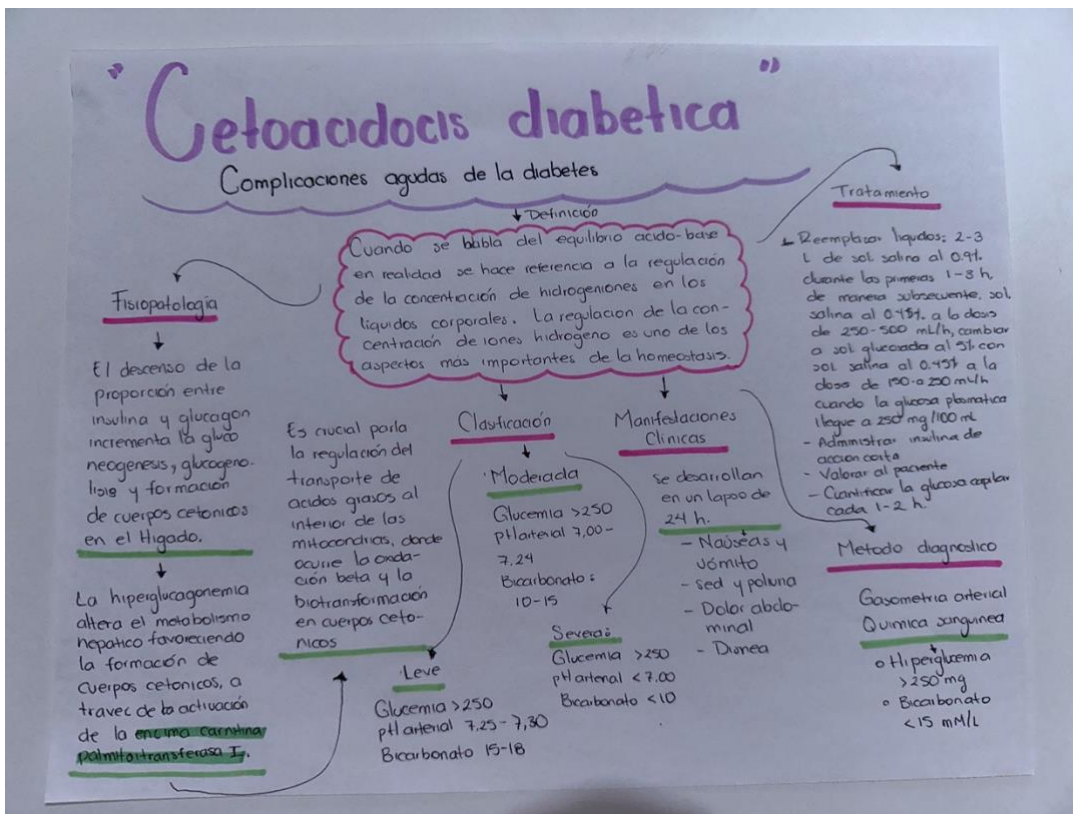 "Cetoacidocis diabetica"
Complicaciones agudas de la diabetes
Definición
Cuando se habla del equilibrio acido-base
en realidad se hace referencia a la regulación
de la concentración de hidrogeniones en los
liquidos corporales. La regulacion de la con-
centración de iones hidrogeno es uno de los
aspectos más importantes de la homeostasis.
Fisiopatologia
El descenso de la
proporción entre
insulina y glucagon
incrementa la gluco
neogenesis, glucogeno-
lisis y formación
de cuerpos cetonicos
en el Higado.
La hiperglucagonemia
altera el metabolismo
hepatico favoreciendo
la formación de
cuerpos cetonicos, a
travec de la activación
de la encima carnitina
palmitoiltransferasa I.
Es crucial para
la regulación del
transporte de
acidos grasos al
interior de las
mitocondrias, donde
ocurre la oxida-
ción beta y la
biotransformación
en cuerpos ceto-
nicos
Clasificación
Moderada
Glucemia >250
pH arterial 7,00-
7,24
Bicarbonato:
10-15
Leve
Glucemia >250
pH arterial 7,25-7,30
Bicarbonato 15-18
Severa:
Glucemia >250
pH arterial <7.00
Bicarbonato <10
Manifestaciones
Clinicas
se desarrollan
en un lapso de
24 h.
- Naúseas y
vómito
- sed y poliuria
- Dolor abdo-
minal
- Disnea
Tratamiento
Reemplazar liquidos: 2-3
L de sol salina al 0.9%
durante las primeras 1-3 h.
de manera subsecuente, sol
salina al 0.45% a la dosis
de 250-500 mL/h, cambiar
a sol glucosada al 5% con
sol salina al 0.45% a la
dosis de 150 a 250 mL/h
cuando la glucosa plasmatica
llegue a 250 mg/100 mL
- Administrar insulina de
accion corta
- Valorar al paciente
- Cuantificar la glucosa capilar
cada 1-2 h.
Metodo diagnostico
Gasometria arterial
Quimica sanguinea
Hiperglucemia
>250 mg
Bicarbonato
<15 mM/L